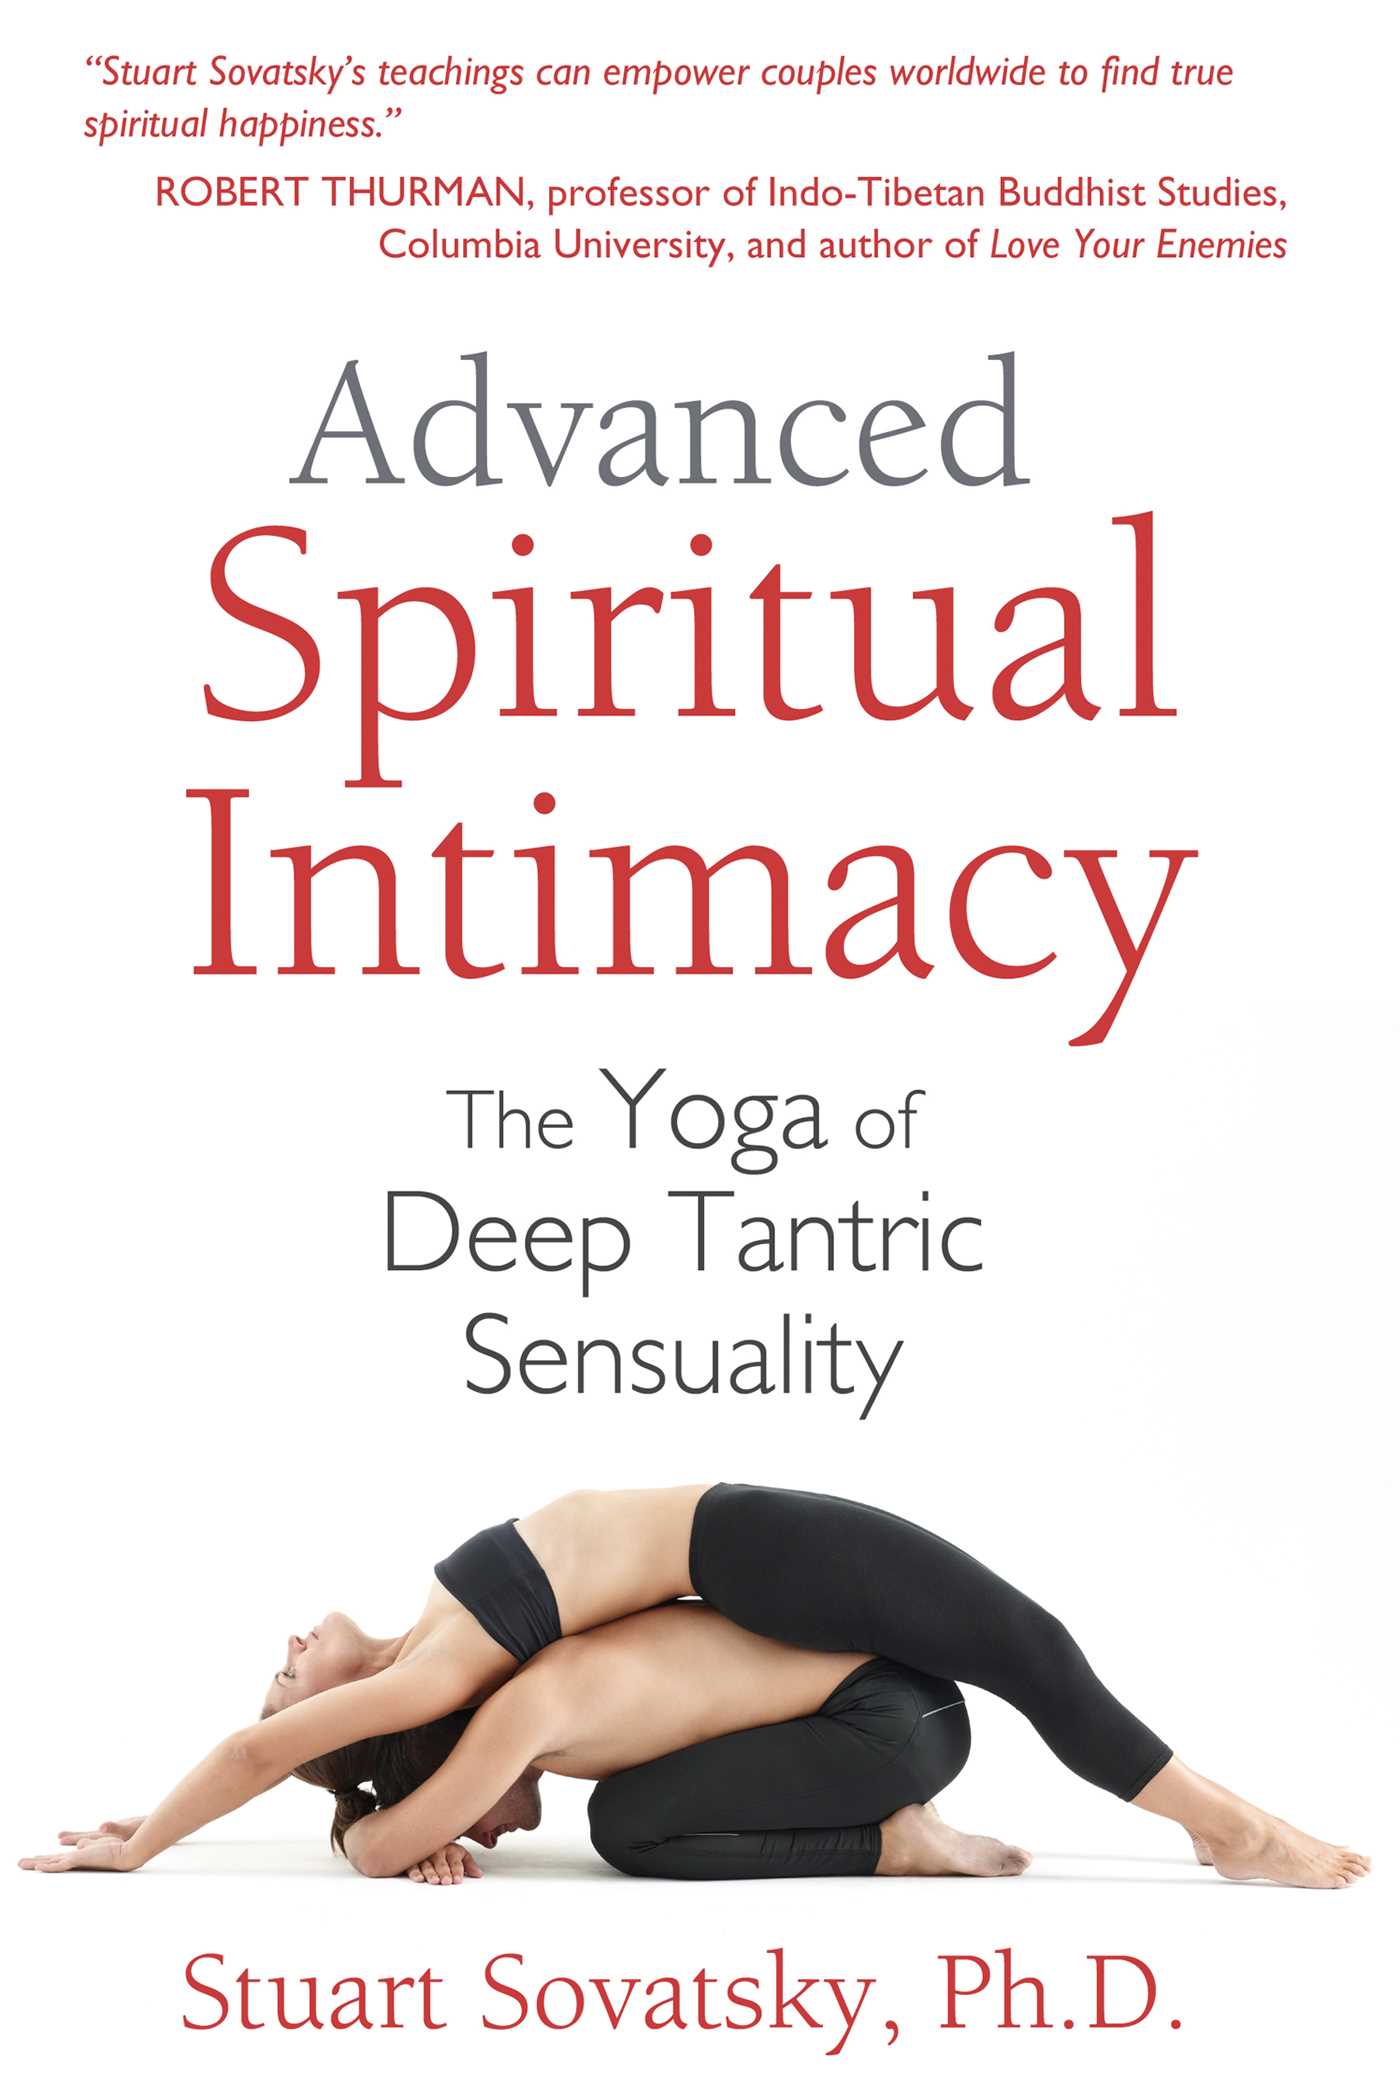 “Stuart Sovatsky’s teachings can empower couples worldwide to find true
spiritual happiness.”
ROBERT THURMAN, professor of Indo-Tibetan Buddhist Studies,
Columbia University, and author of Love Your Enemies
Advanced
Spiritual
Intimacy
The Yoga of
Deep Tantric
Sensuality
Stuart Sovatsky, Ph.D.